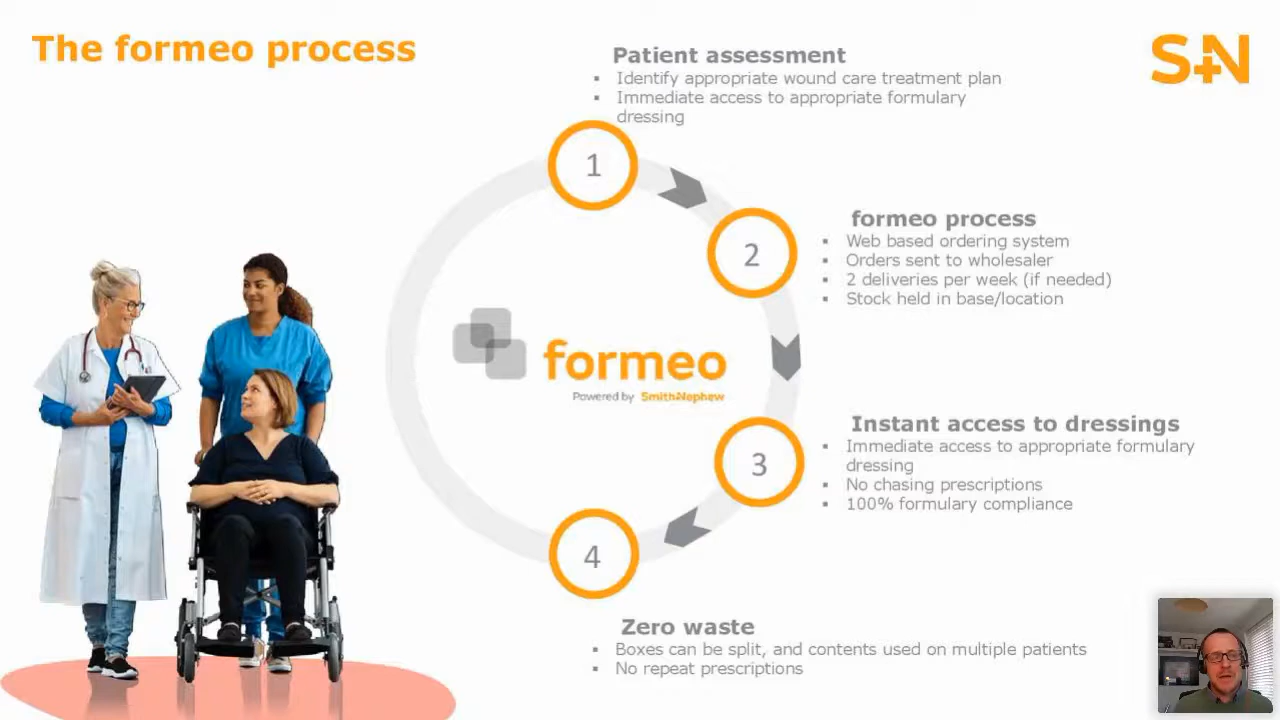 The formeo process
S+N
Patient assessment
▪ Identify appropriate wound care treatment plan
▪ Immediate access to appropriate formulary
dressing
1
2
formeo process
▪ Web based ordering system
▪ Orders sent to wholesaler
▪ 2 deliveries per week (if needed)
▪ Stock held in base/location
formeo
Powered by Smith+Nephew
3
Instant access to dressings
▪ Immediate access to appropriate formulary
dressing
▪ No chasing prescriptions
▪ 100% formulary compliance
4
Zero waste
▪ Boxes can be split, and contents used on multiple patients
▪ No repeat prescriptions